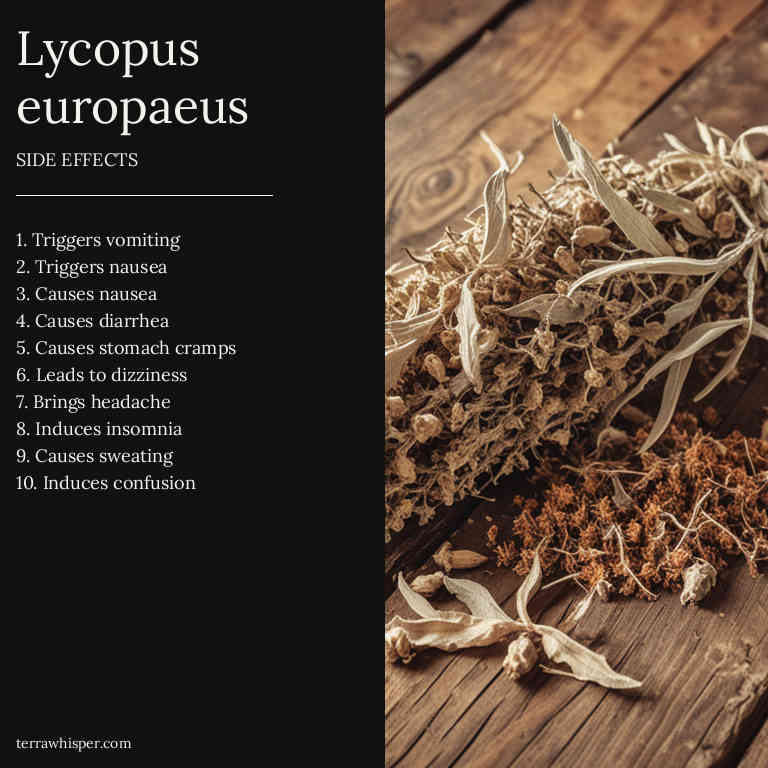 Lycopus
europaeus
SIDE EFFECTS
1. Triggers vomiting
2. Triggers nausea
3. Causes nausea
4. Causes diarrhea
5. Causes stomach cramps
6. Leads to dizziness
7. Brings headache
8. Induces insomnia
9. Causes sweating
10. Induces confusion
terrawhisper.com